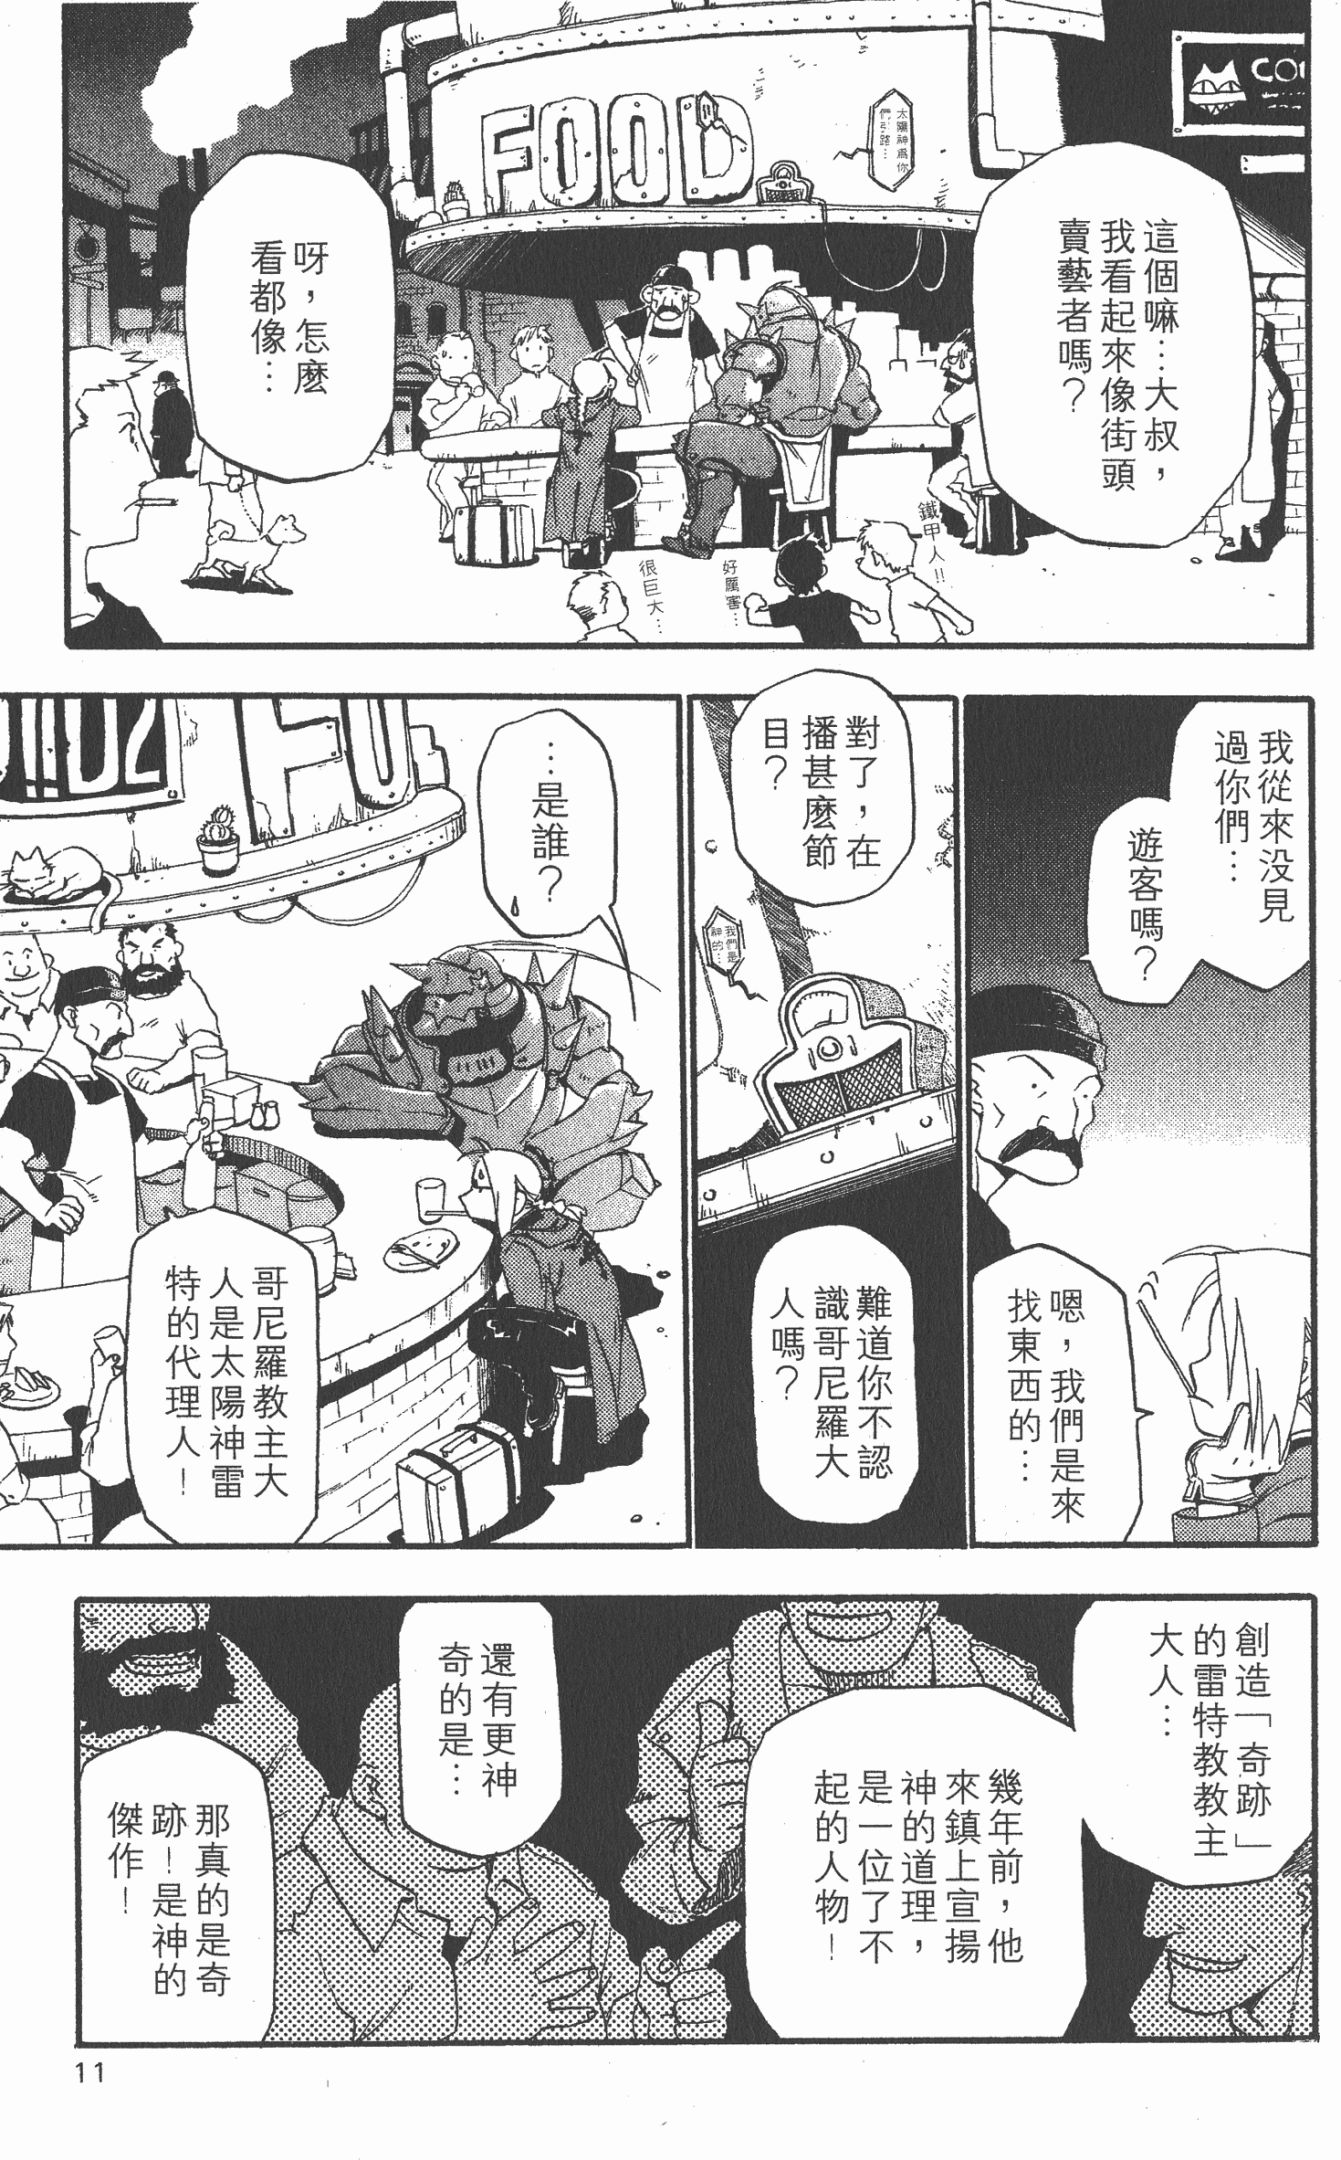 這個嘛…大叔，
我看起來像街頭
賣藝者嗎？
COO
太陽神為你
們引路…
FOOD
呀，怎麼
看都像…
鐵甲人!!
好厲害…
很巨大…
我從來沒見
過你們…
遊客嗎？
嗯，我們是來
找東西的…
對了，在
播甚麼節
目？
我們是
神的…
難道你不認
識哥尼羅大
人嗎？
…是誰？
哥尼羅教主大
人是太陽神雷
特的代理人！
創造「奇跡」
的雷特教教主
大人…
幾年前，他
來鎮上宣揚
神的道理，
是一位了不
起的人物！
還有更神
奇的是…
那真的是奇
跡！是神的
傑作！
11